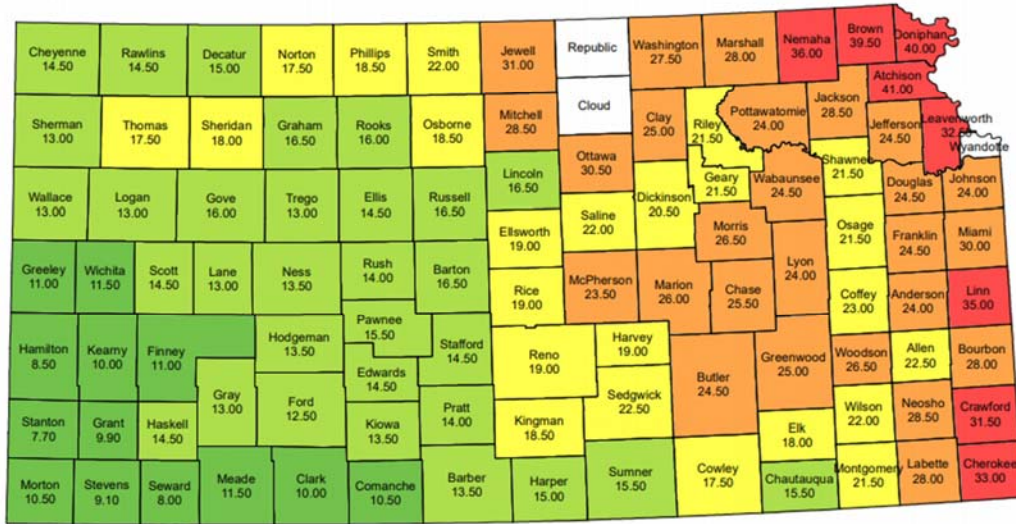 Cheyenne
14.50
Rawlins
14.50
Decatur
15.00
Norton
17.50
Phillips
18.50
Smith
22.00
Jewell
31.00
Republic
Washington
27.50
Marshall
28.00
Nemaha
36.00
Brown
39.50
Doniphan
40.00
Cloud
Atchison
41.00
Sherman
13.00
Thomas
17.50
Sheridan
18.00
Graham
16.50
Rooks
16.00
Osborne
18.50
Mitchell
28.50
Clay
25.00
Riley
21.50
Pottawatomie
24.00
Jackson
28.50
Jefferson
24.50
Leavenworth
32.50
Wyandotte
Ottawa
30.50
Lincoln
16.50
Wallace
13.00
Logan
13.00
Gove
16.00
Trego
13.00
Ellis
14.50
Russell
16.50
Saline
22.00
Dickinson
20.50
Geary
21.50
Wabaunsee
24.50
Shawnee
21.50
Douglas
24.50
Johnson
24.00
Ellsworth
19.00
Morris
26.50
Osage
21.50
Franklin
24.50
Miami
30.00
Greeley
11.00
Wichita
11.50
Scott
14.50
Lane
13.00
Ness
13.50
Rush
14.00
Barton
16.50
Rice
19.00
McPherson
23.50
Marion
26.00
Chase
25.50
Lyon
24.00
Coffey
23.00
Anderson
24.00
Linn
35.00
Hamilton
8.50
Kearny
10.00
Finney
11.00
Hodgeman
13.50
Pawnee
15.50
Stafford
14.50
Reno
19.00
Harvey
19.00
Butler
24.50
Greenwood
25.00
Woodson
26.50
Allen
22.50
Bourbon
28.00
Gray
13.00
Ford
12.50
Edwards
14.50
Kiowa
13.50
Pratt
14.00
Kingman
18.50
Sedgwick
22.50
Elk
18.00
Wilson
22.00
Neosho
28.50
Crawford
31.50
Stanton
7.70
Grant
9.90
Haskell
14.50
Morton
10.50
Stevens
9.10
Seward
8.00
Meade
11.50
Clark
10.00
Comanche
10.50
Barber
13.50
Harper
15.00
Sumner
15.50
Cowley
17.50
Chautauqua
15.50
Montgomery
21.50
Labette
28.00
Cherokee
33.00